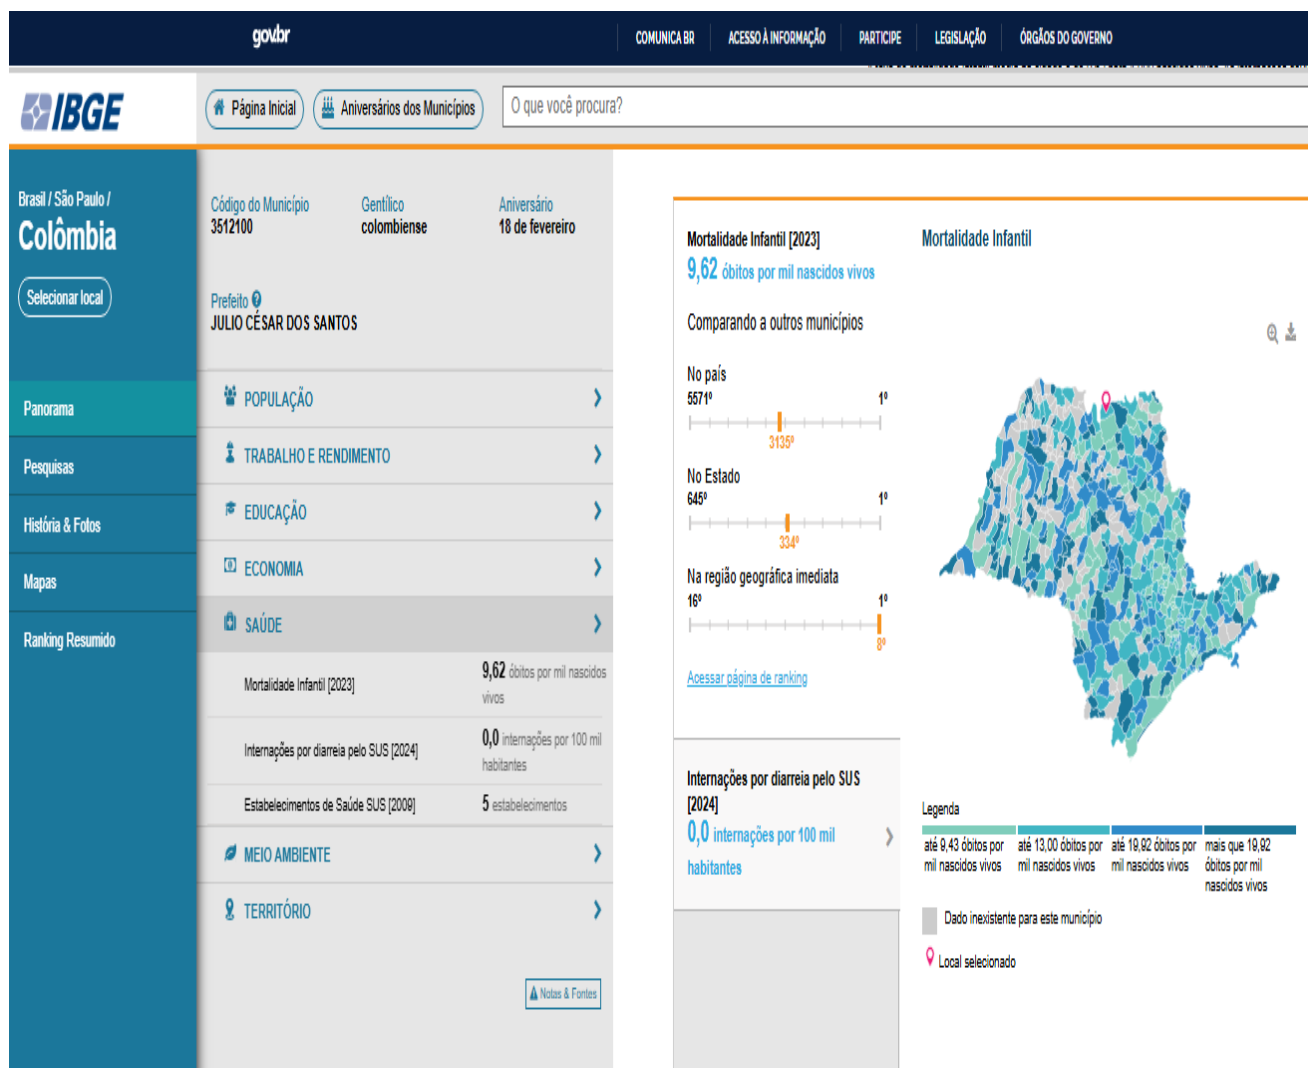 gov.br
COMUNICA BR
ACESSO À INFORMAÇÃO
PARTICIPE
LEGISLAÇÃO
ÓRGÃOS DO GOVERNO
IBGE
Página Inicial
Aniversários dos Municípios
O que você procura?
Brasil / São Paulo /
Colômbia
Selecionar local
Panorama
Pesquisas
História & Fotos
Mapas
Ranking Resumido
Código do Município
3512100
Gentílico
colombiense
Aniversário
18 de fevereiro
Prefeito
JULIO CÉSAR DOS SANTOS
POPULAÇÃO
TRABALHO E RENDIMENTO
EDUCAÇÃO
ECONOMIA
SAÚDE
Mortalidade Infantil [2023]
9,62 óbitos por mil nascidos
vivos
Internações por diarreia pelo SUS [2024]
0,0 internações por 100 mil
habitantes
Estabelecimentos de Saúde SUS [2009]
5 estabelecimentos
MEIO AMBIENTE
TERRITÓRIO
Notas & Fontes
Mortalidade Infantil [2023]
9,62 óbitos por mil nascidos vivos
Comparando a outros municípios
No país
5571º 1º
3135º
No Estado
645º 1º
334º
Na região geográfica imediata
16º 1º
8º
Acessar página de ranking
Internações por diarreia pelo SUS
[2024]
0,0 internações por 100 mil
habitantes
Mortalidade Infantil
Legenda
até 9,43 óbitos por
mil nascidos vivos
até 13,00 óbitos por
mil nascidos vivos
até 19,92 óbitos por
mil nascidos vivos
mais que 19,92
óbitos por mil
nascidos vivos
Dado inexistente para este município
Local selecionado